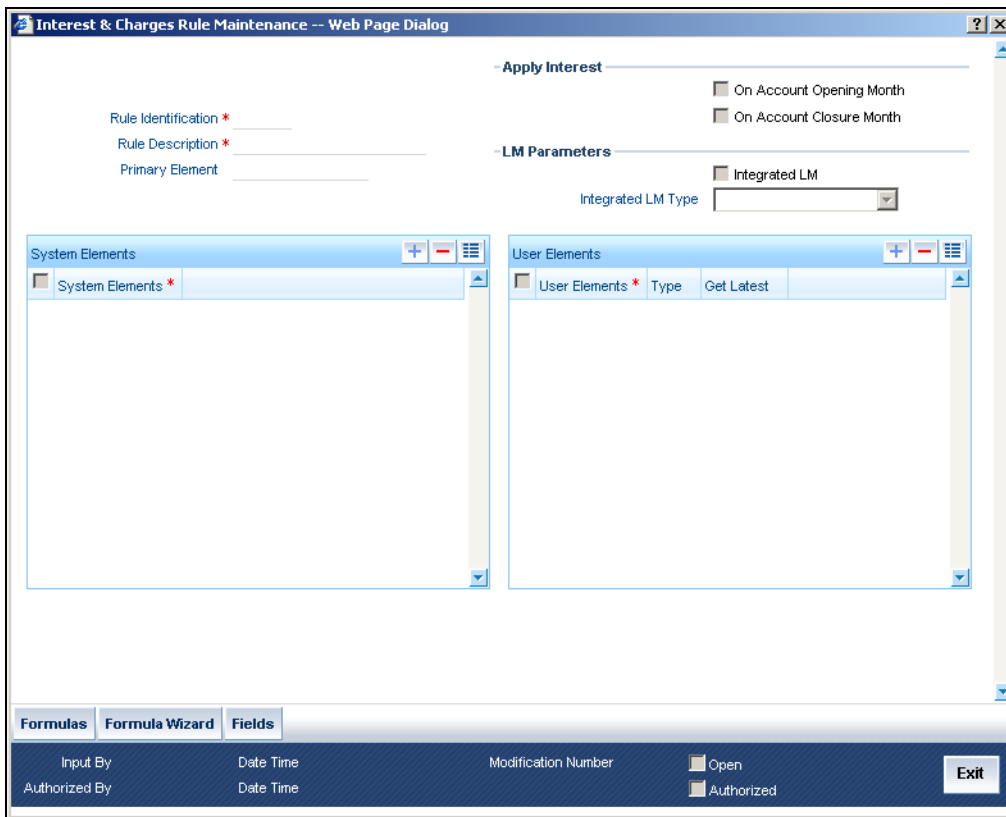 Interest & Charges Rule Maintenance -- Web Page Dialog
Apply Interest
On Account Opening Month
On Account Closure Month
Rule Identification *
Rule Description *
Primary Element
LM Parameters
Integrated LM
Integrated LM Type
System Elements
System Elements *
User Elements
User Elements * Type Get Latest
Formulas Formula Wizard Fields
Input By Date Time Modification Number Open
Authorized By Date Time Authorized
Exit